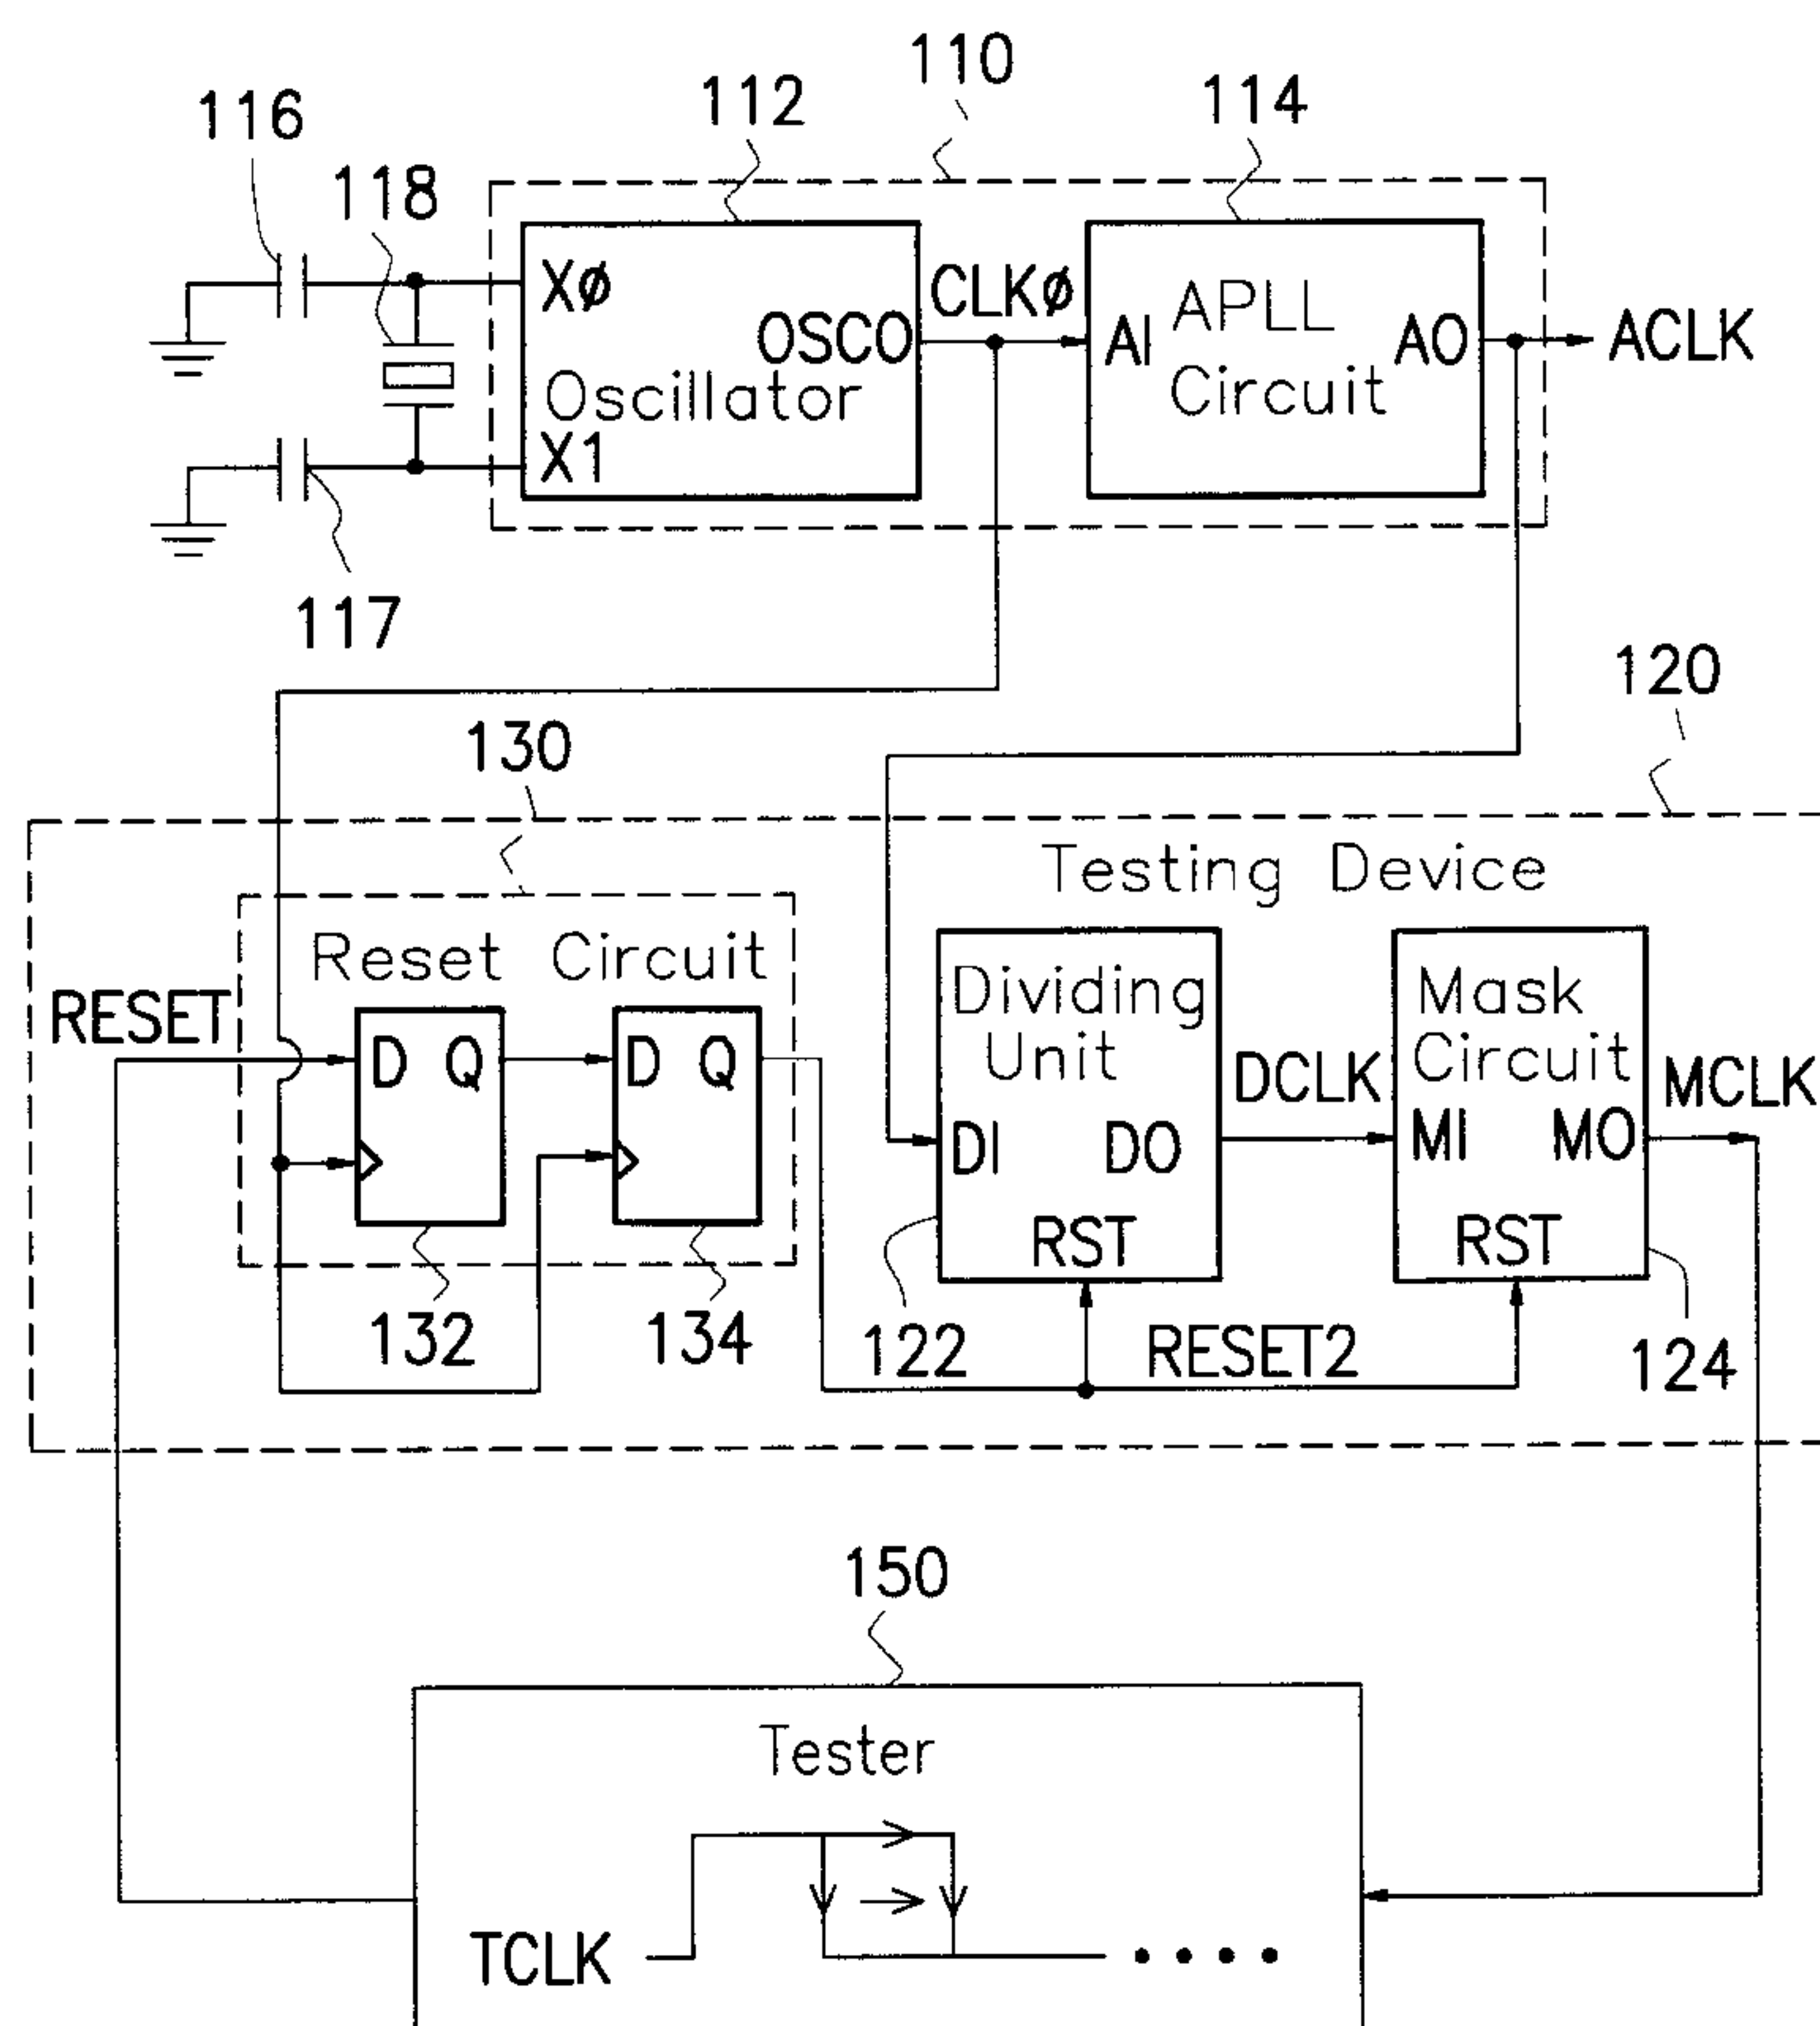 110
116
112
114
118
XØ
OSCO
Oscillator
X1
CLKØ
APLL
AI
AO
Circuit
ACLK
117
120
130
Testing Device
Reset Circuit
RESET
D Q
D Q
Dividing
Unit
DI
DO
RST
DCLK
Mask
Circuit
MI
MO
RST
MCLK
132
134
122
RESET2
124
150
Tester
TCLK